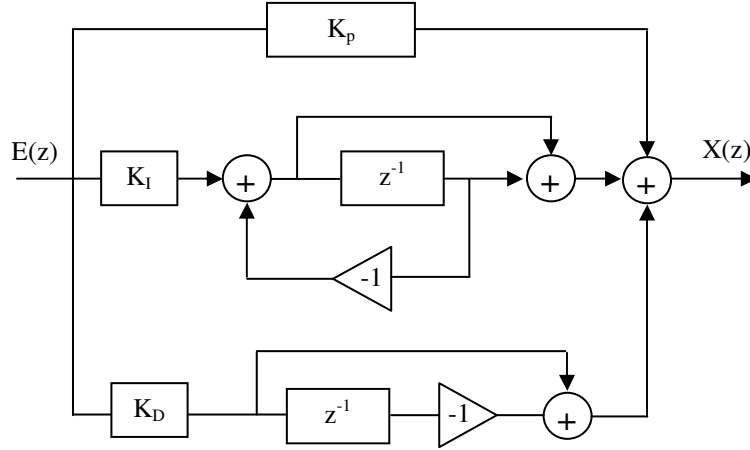 K_p
E(z)
X(z)
K_I
+
z^-1
+
+
-1
K_D
z^-1
-1
+